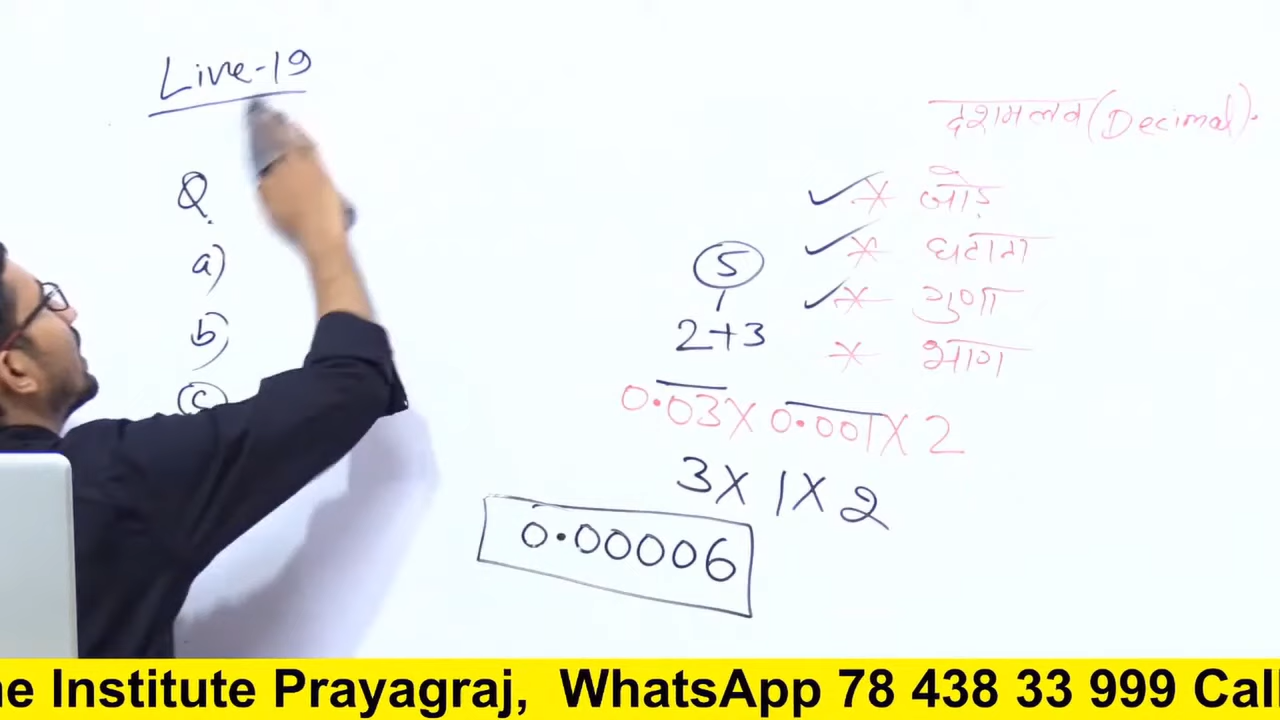 Live-19
Q.
a)
b)
c)
दशमलव (Decimal).
✓ * जोड़
✓ * घटाना
✓ * गुणा
* भाग
5
2+3
0.03 X 0.001 X 2
3 X 1 X 2
0.00006
ne Institute Prayagraj, WhatsApp 78 438 33 999 Call